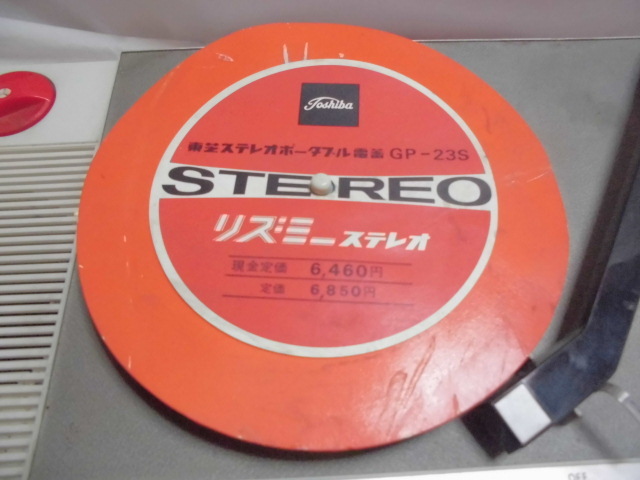 Toshiba
東芝ステレオポータブル電蓄 GP-23S
STEREO
リズミーステレオ
現金定価 6,460円
定価 6,850円
OFF